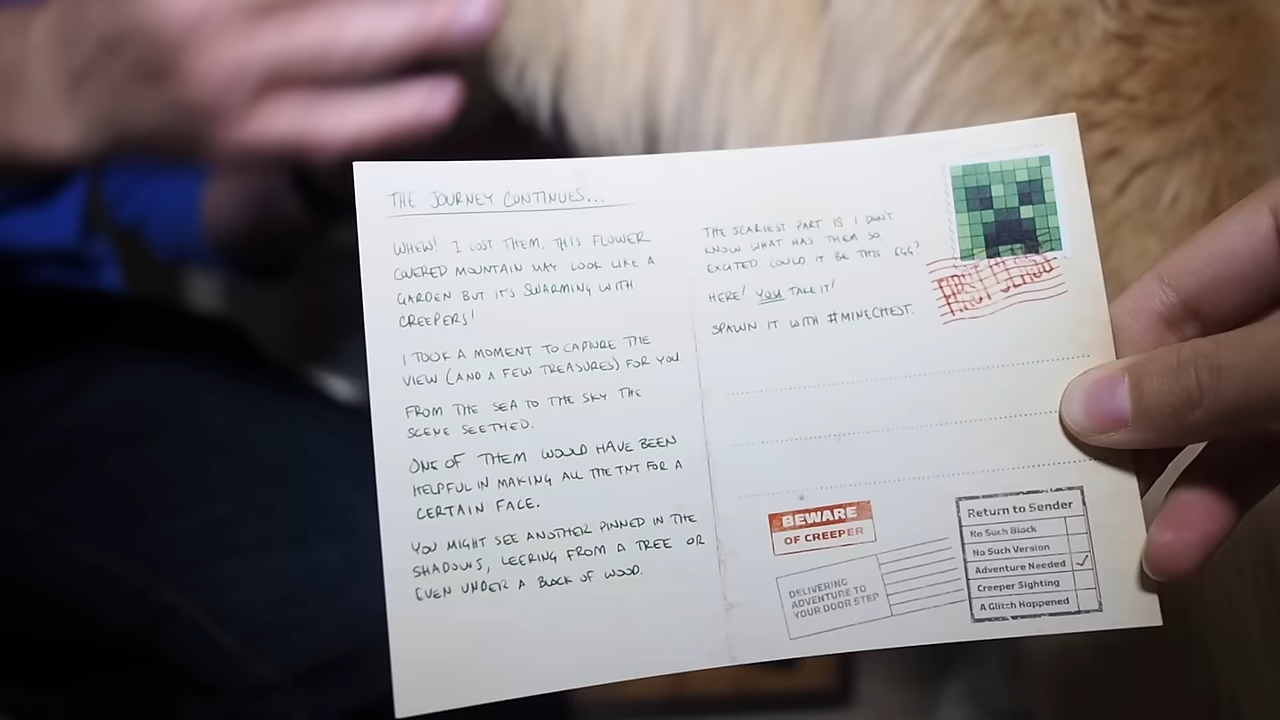 THE JOURNEY CONTINUES...
WHEW! I LOST THEM. THIS FLOWER
COVERED MOUNTAIN MAY LOOK LIKE A
GARDEN BUT IT'S SWARMING WITH
CREEPERS!
I TOOK A MOMENT TO CAPTURE THE
VIEW (AND A FEW TREASURES) FOR YOU.
FROM THE SEA TO THE SKY THE
SCENE SEETHED.
ONE OF THEM WOULD HAVE BEEN
HELPFUL IN MAKING ALL THE TNT FOR A
CERTAIN FACE.
YOU MIGHT SEE ANOTHER PINNED IN THE
SHADOWS, LEERING FROM A TREE OR
EVEN UNDER A BLOCK OF WOOD.
THE SCARIEST PART IS I DON'T
KNOW WHAT HAS THEM SO
EXCITED. COULD IT BE THIS EGG?
HERE! YOU TAKE IT!
SPAWN IT WITH #MINECHEST.
FIRST CLASS
BEWARE
OF CREEPER
DELIVERING
ADVENTURE TO
YOUR DOOR STEP
Return to Sender
No Such Block
No Such Version
Adventure Needed
Creeper Sighting
A Glitch Happened